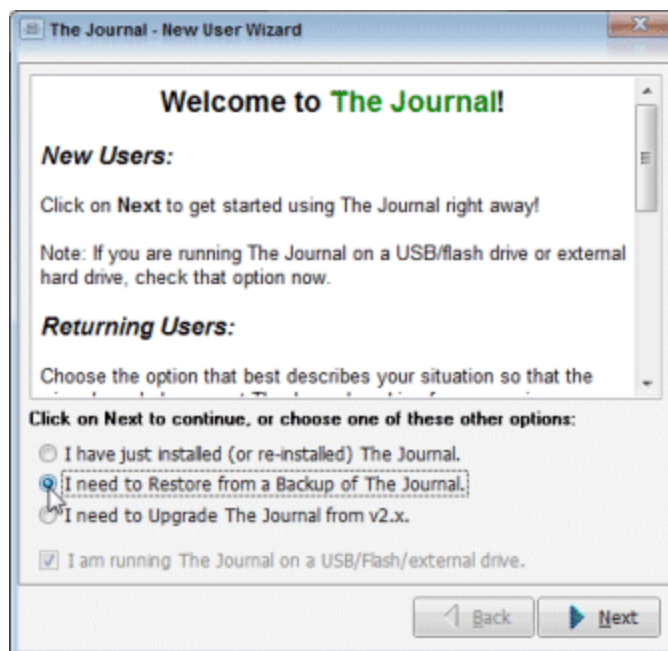 The Journal - New User Wizard
Welcome to The Journal!
New Users:
Click on Next to get started using The Journal right away!
Note: If you are running The Journal on a USB/flash drive or external
hard drive, check that option now.
Returning Users:
Choose the option that best describes your situation so that the
Click on Next to continue, or choose one of these other options:
I have just installed (or re-installed) The Journal.
I need to Restore from a Backup of The Journal.
I need to Upgrade The Journal from v2.x.
I am running The Journal on a USB/Flash/external drive.
Back
Next